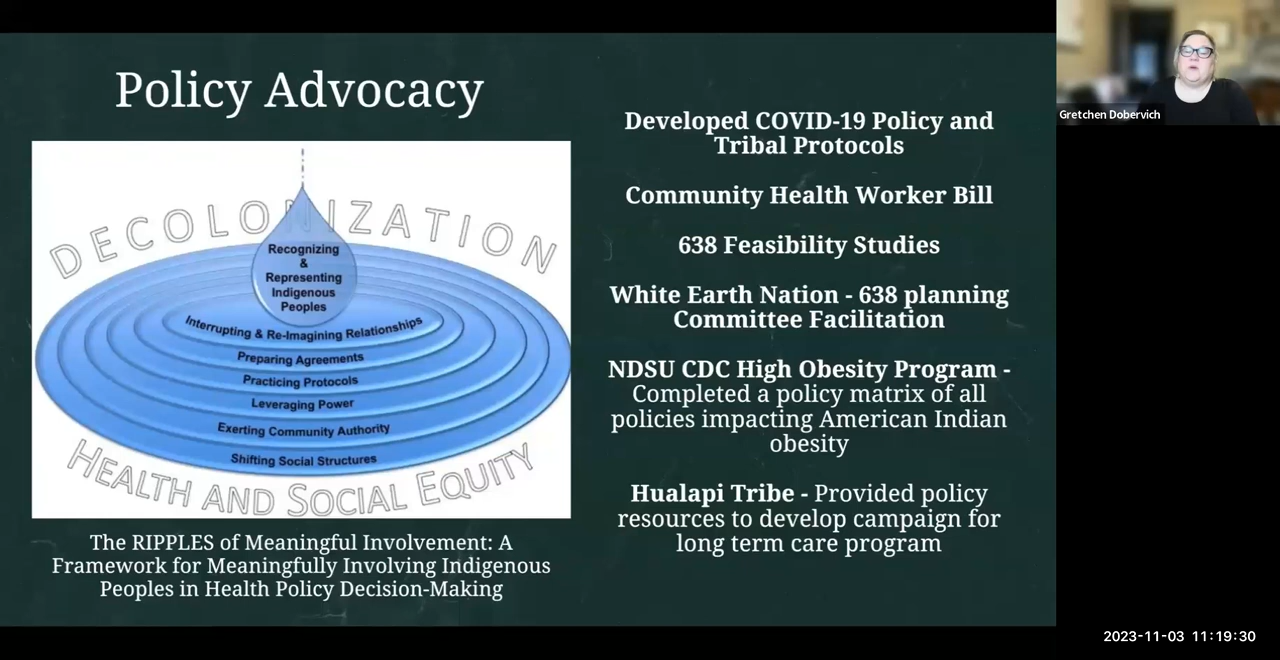 Policy Advocacy
DECOLONIZATION
Recognizing
&
Representing
Indigenous
Peoples
Interrupting & Re-Imagining Relationships
Preparing Agreements
Practicing Protocols
Leveraging Power
Exerting Community Authority
Shifting Social Structures
HEALTH AND SOCIAL EQUITY
The RIPPLES of Meaningful Involvement: A
Framework for Meaningfully Involving Indigenous
Peoples in Health Policy Decision-Making
Developed COVID-19 Policy and
Tribal Protocols
Community Health Worker Bill
638 Feasibility Studies
White Earth Nation - 638 planning
Committee Facilitation
NDSU CDC High Obesity Program -
Completed a policy matrix of all
policies impacting American Indian
obesity
Hualapi Tribe - Provided policy
resources to develop campaign for
long term care program
Gretchen Dobervich
2023-11-03 11:19:30